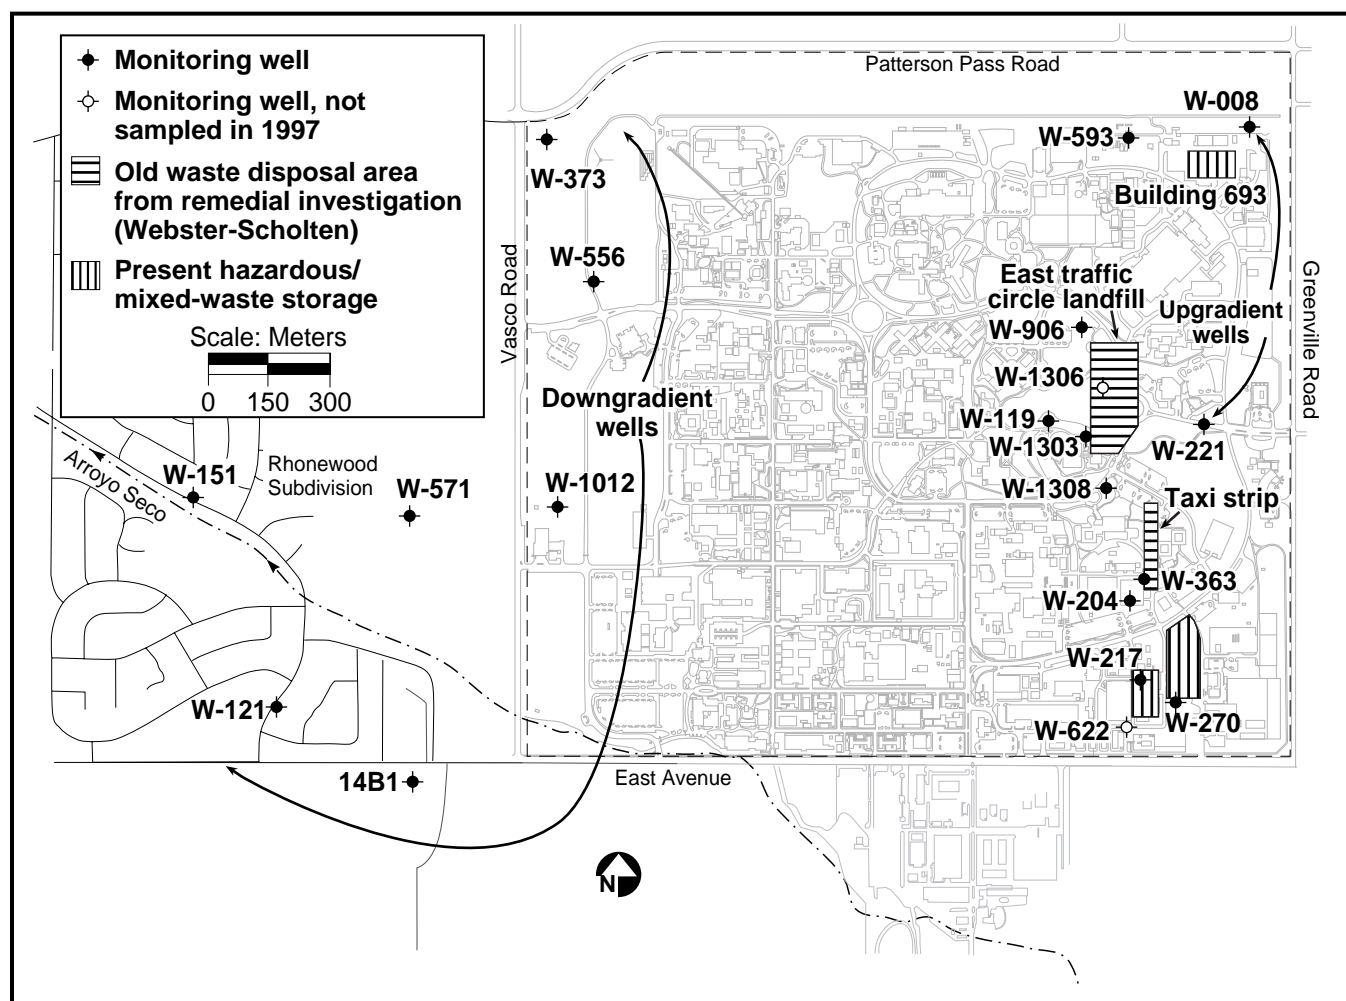 Monitoring well
Monitoring well, not
sampled in 1997
Old waste disposal area
from remedial investigation
(Webster-Scholten)
Present hazardous/
mixed-waste storage
Scale: Meters
0 150 300
Patterson Pass Road
W-008
W-593
W-373
Building 693
W-556
Vasco Road
East traffic
circle landfill
Greenville Road
W-906
Upgradient
wells
W-1306
Downgradient
wells
W-119
W-1303
W-221
Arroyo Seco
W-151
Rhonewood
Subdivision
W-571
W-1012
W-1308
Taxi strip
W-363
W-204
W-217
W-121
W-622
W-270
14B1
East Avenue
N